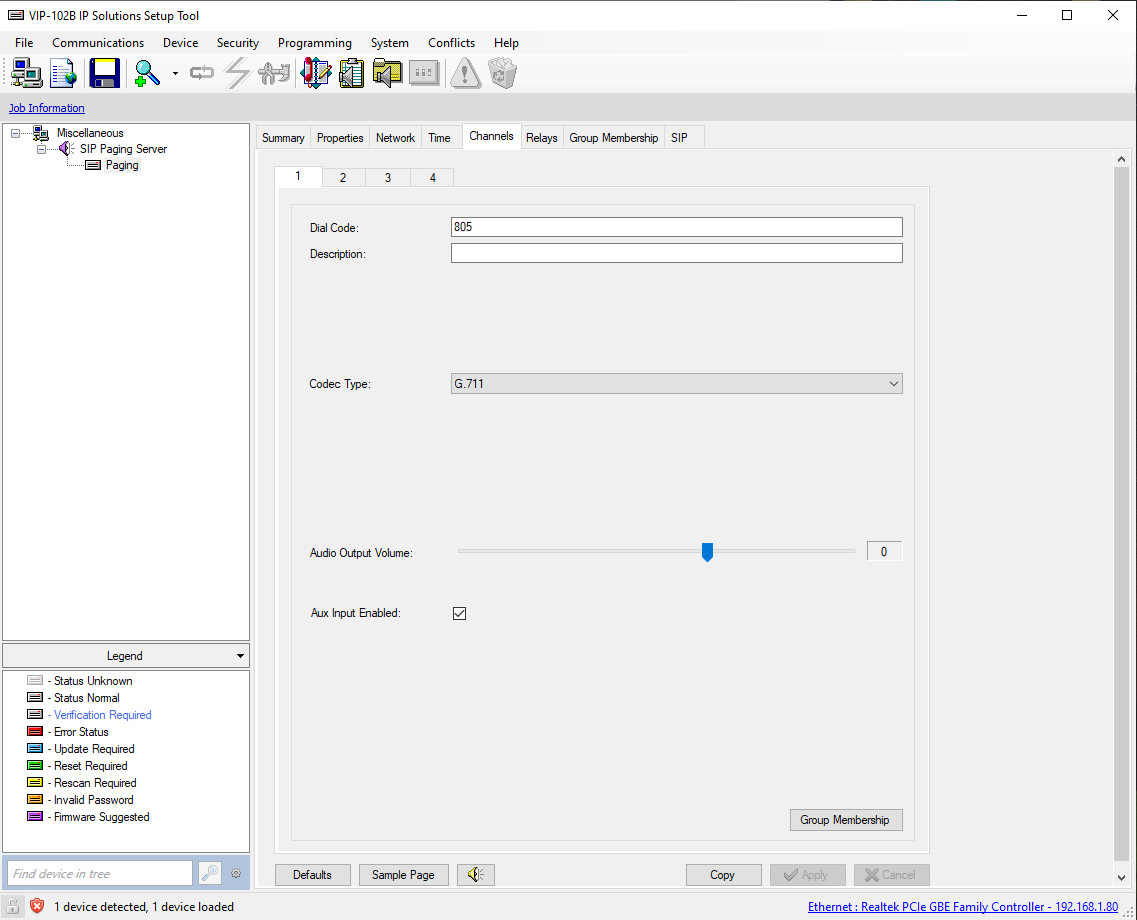 VIP-102B IP Solutions Setup Tool
File Communications Device Security Programming System Conflicts Help
Job Information
Miscellaneous
SIP Paging Server
Paging
Summary Properties Network Time Channels Relays Group Membership SIP
1 2 3 4
Dial Code: 805
Description:
Codec Type: G.711
Audio Output Volume: 0
Aux Input Enabled:
Group Membership
Legend
- Status Unknown
- Status Normal
- Verification Required
- Error Status
- Update Required
- Reset Required
- Rescan Required
- Invalid Password
- Firmware Suggested
Find device in tree
Defaults Sample Page Copy Apply Cancel
1 device detected, 1 device loaded
Ethernet : Realtek PCIe GBE Family Controller - 192.168.1.80